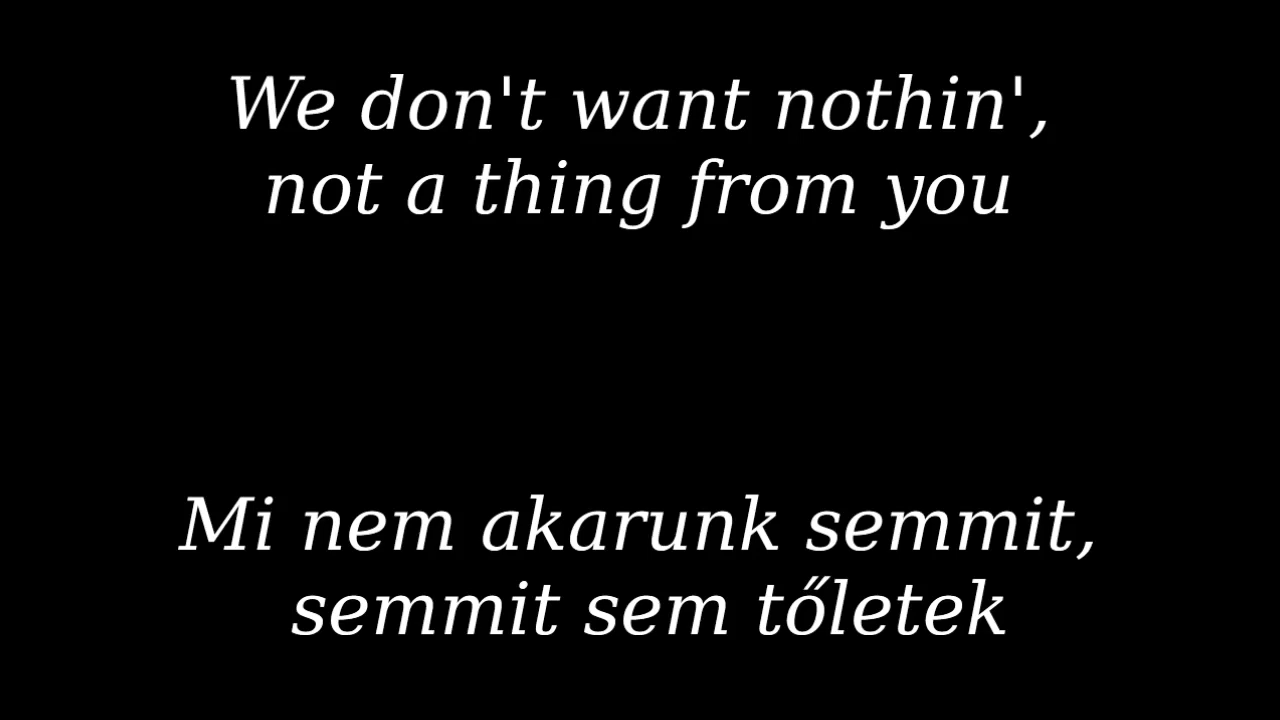 We don't want nothin',
not a thing from you
Mi nem akarunk semmit,
semmit sem tőletek